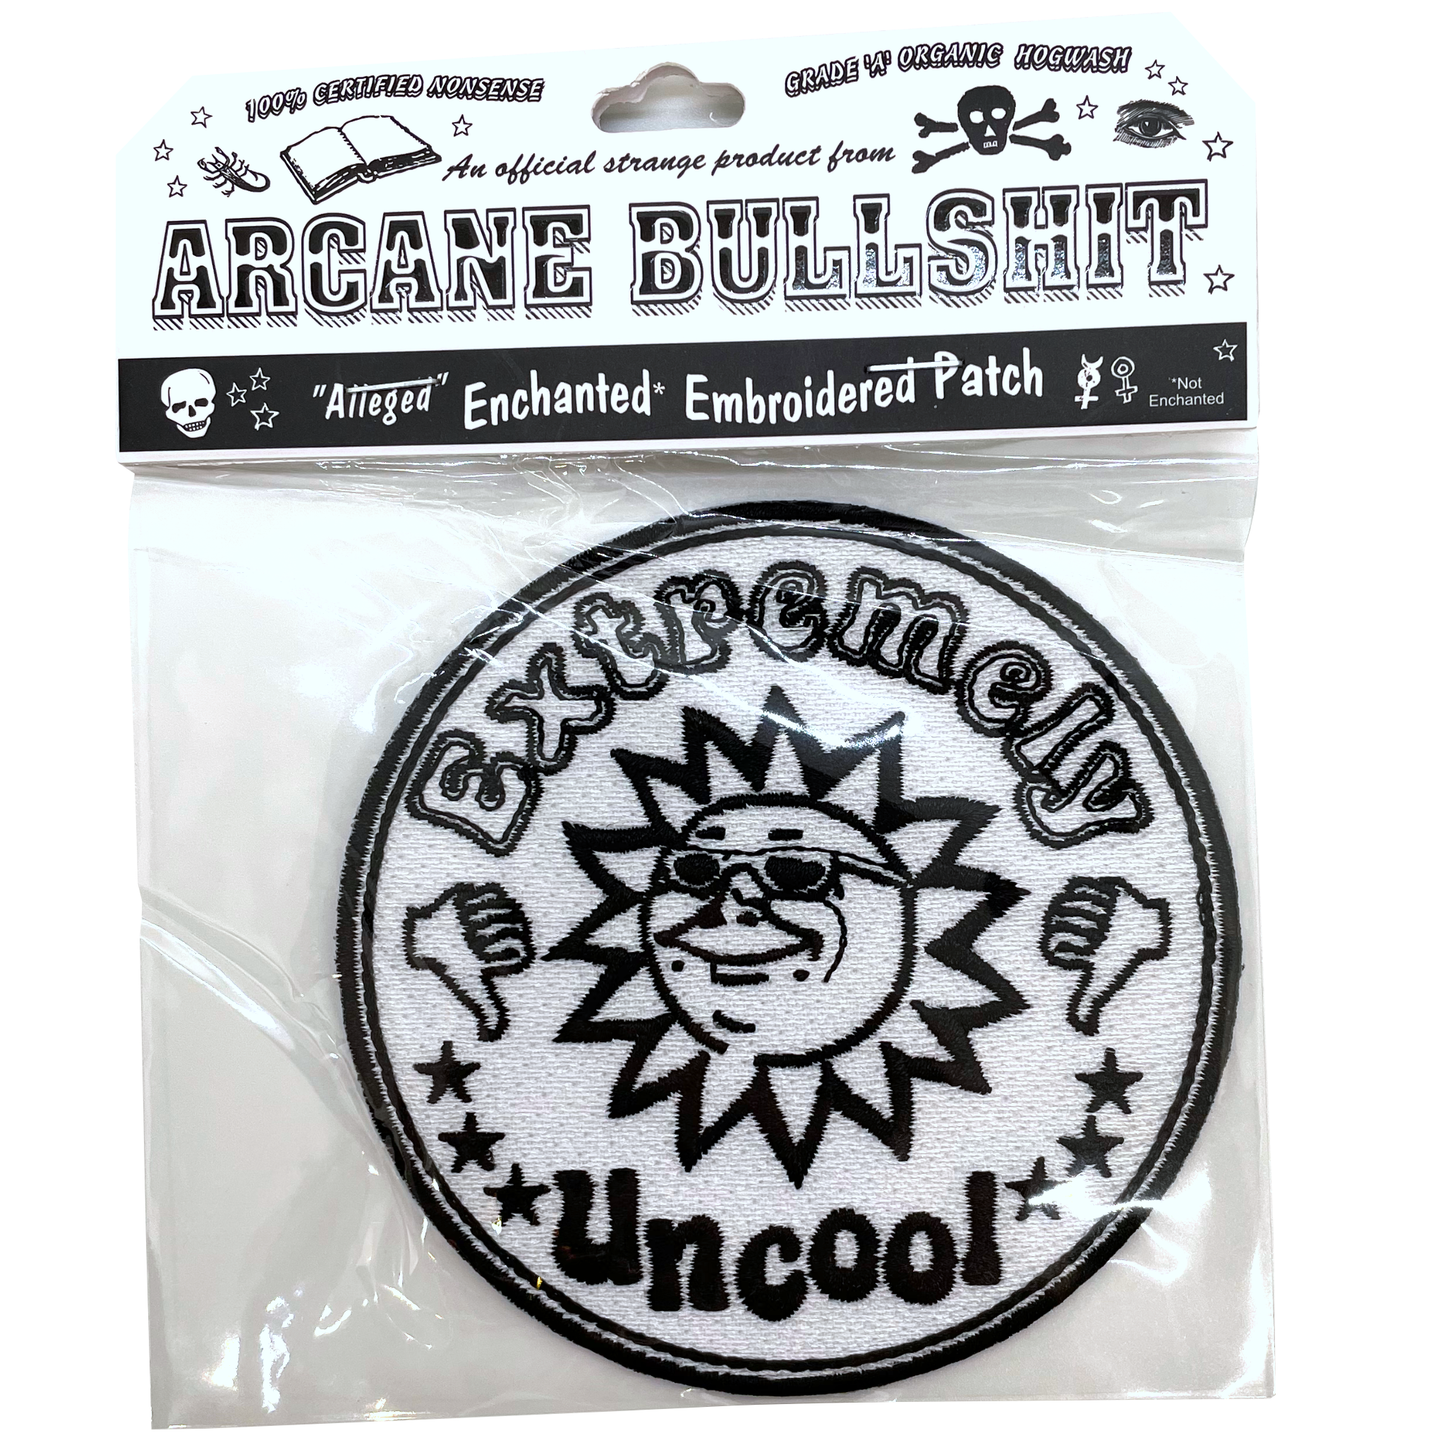 100% CERTIFIED NONSENSE
GRADE 'A' ORGANIC HOGWASH
An official strange product from
ARCANE BULLSHIT
"Alleged" Enchanted* Embroidered Patch
*Not
Enchanted
Extremely
Uncool